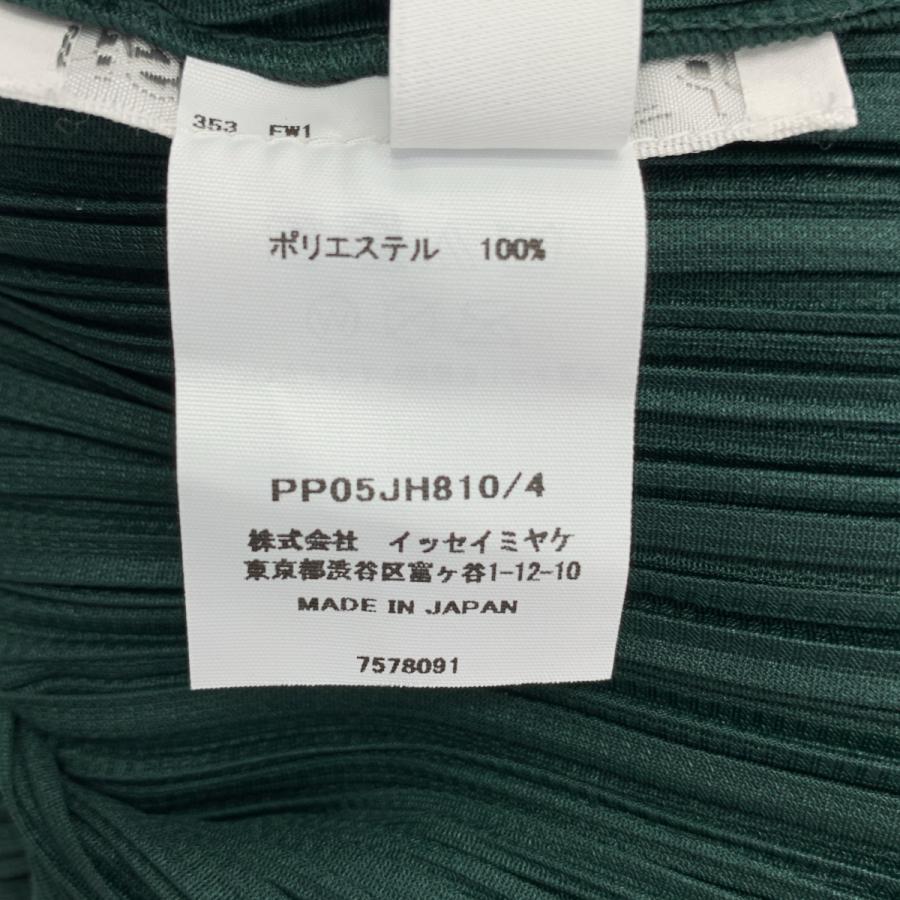 353 FW1
ポリエステル 100%
PP05JH810/4
株式会社 イッセイミヤケ
東京都渋谷区富ヶ谷1-12-10
MADE IN JAPAN
7578091